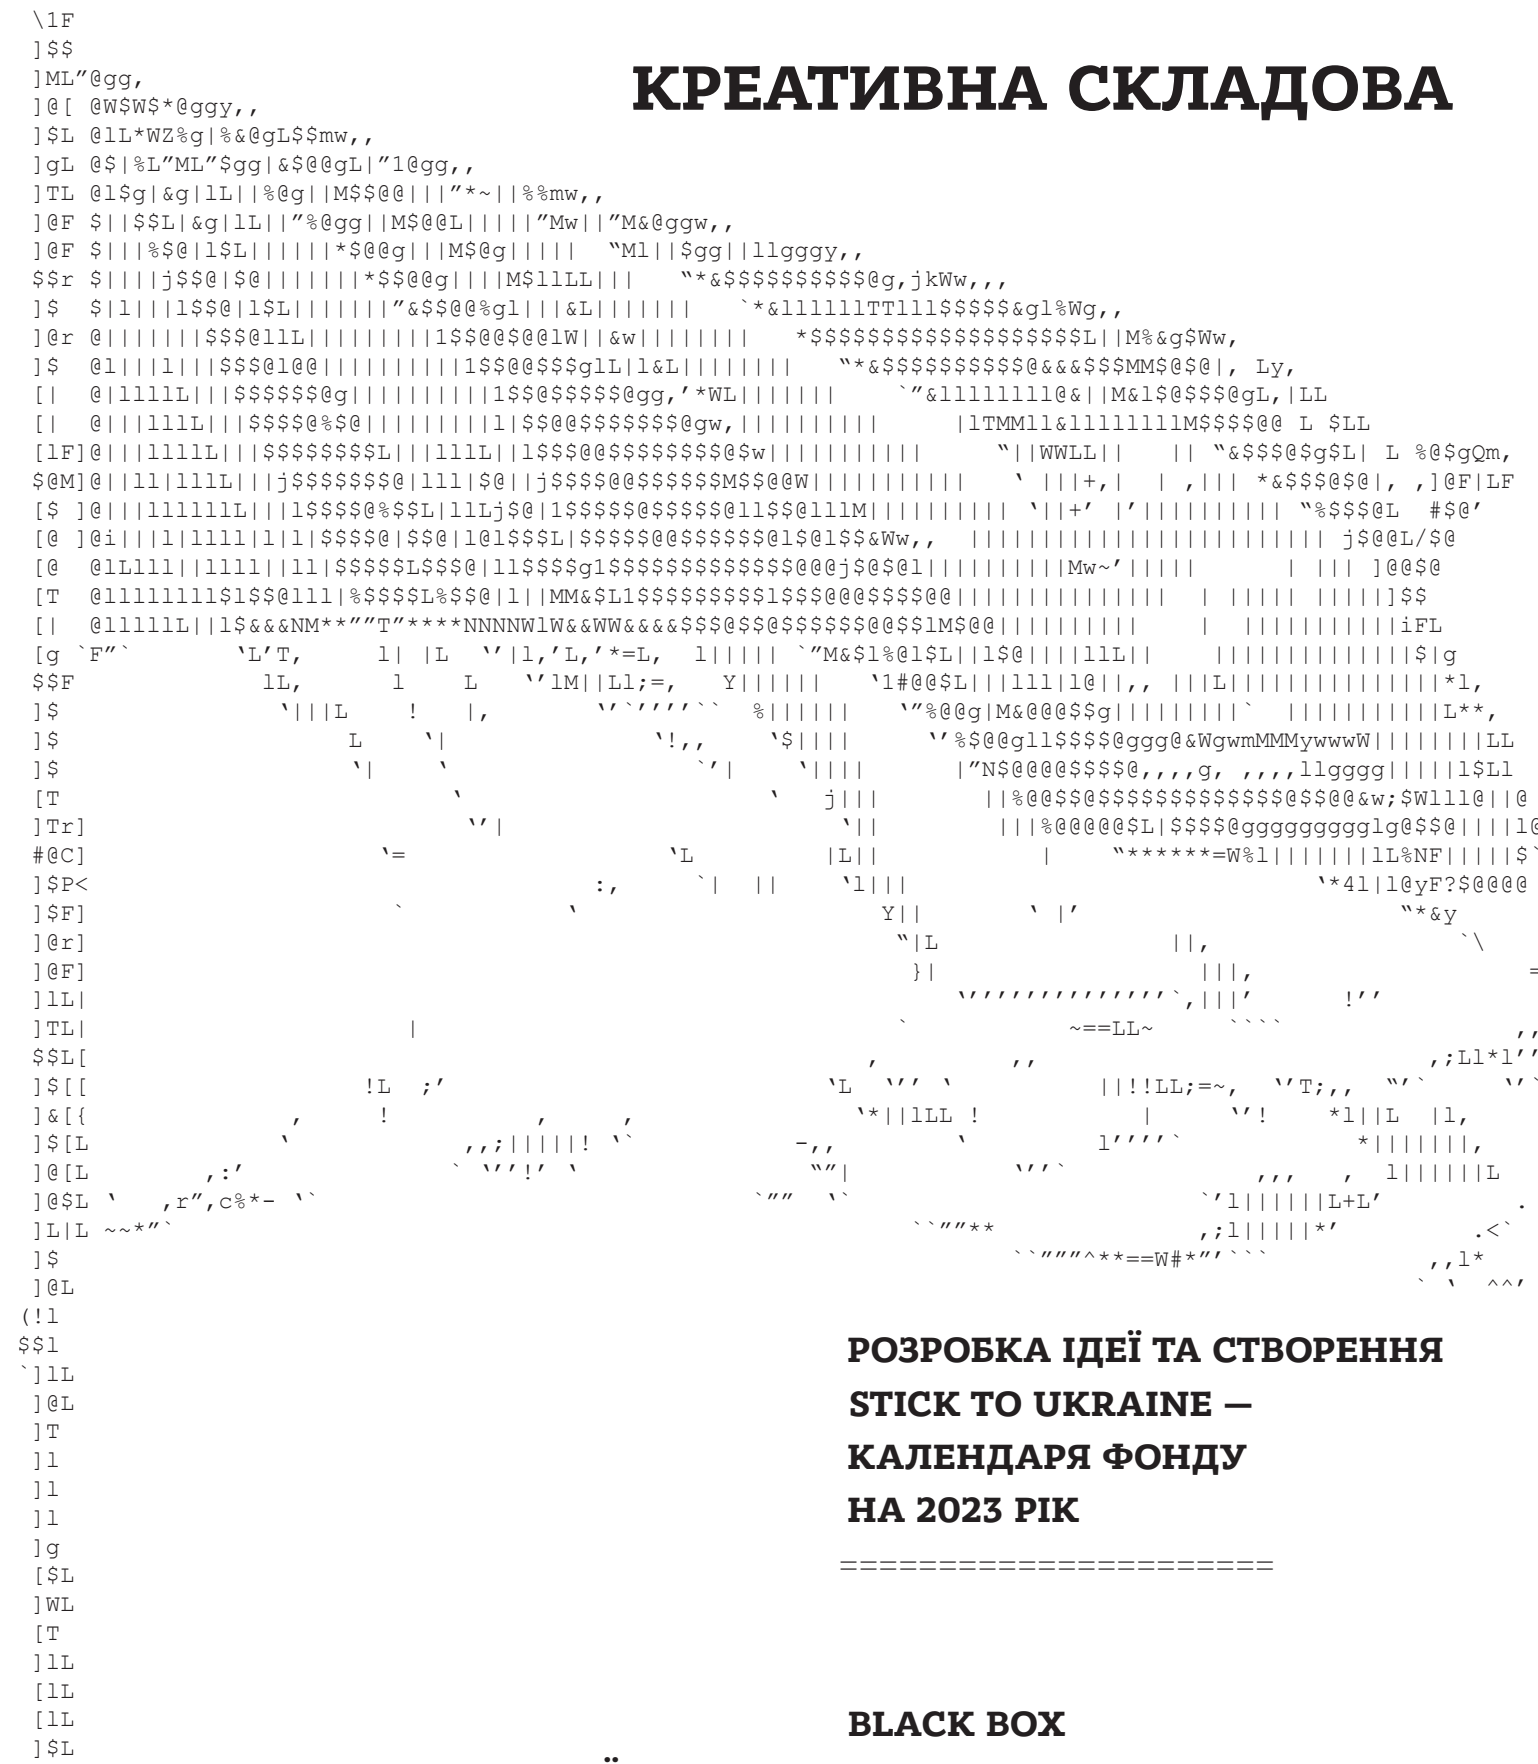 КРЕАТИВНА СКЛАДОВА
РОЗРОБКА ІДЕЇ ТА СТВОРЕННЯ
STICK TO UKRAINE —
КАЛЕНДАРЯ ФОНДУ
НА 2023 РІК
======================
BLACK BOX